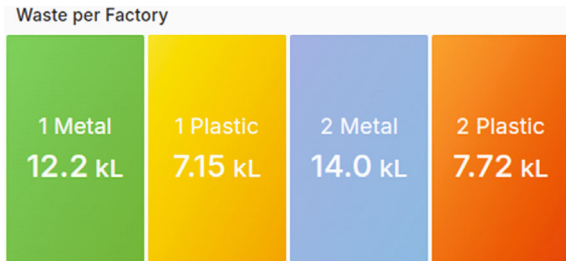 Waste per Factory
1 Metal
12.2 kL
1 Plastic
7.15 kL
2 Metal
14.0 kL
2 Plastic
7.72 kL